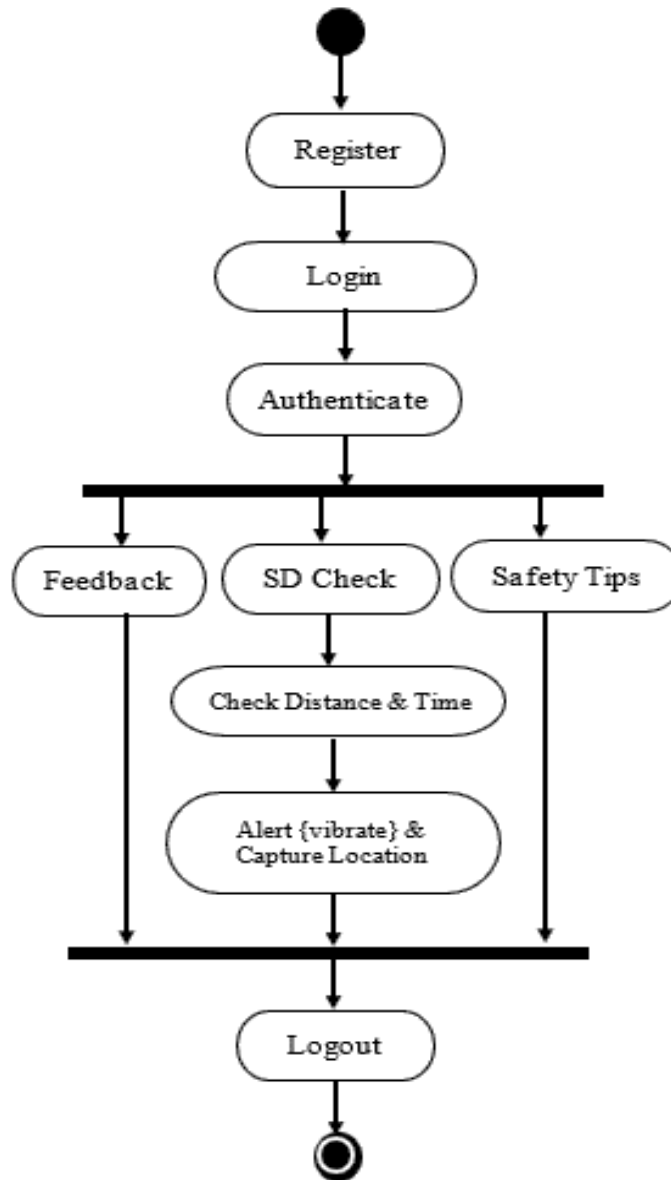 Register
Login
Authenticate
Feedback
SD Check
Safety Tips
Check Distance & Time
Alert {vibrate} &
Capture Location
Logout